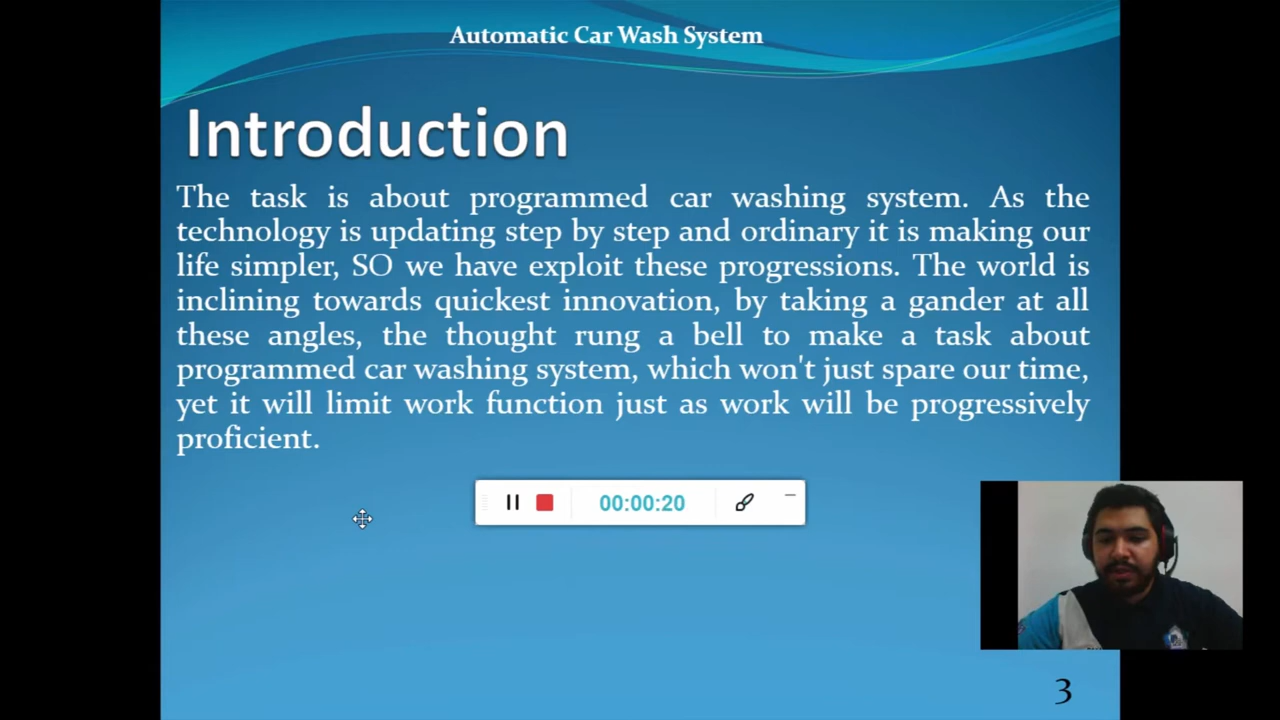 Automatic Car Wash System
Introduction
The task is about programmed car washing system. As the
technology is updating step by step and ordinary it is making our
life simpler, SO we have exploit these progressions. The world is
inclining towards quickest innovation, by taking a gander at all
these angles, the thought rung a bell to make a task about
programmed car washing system, which won't just spare our time,
yet it will limit work function just as work will be progressively
proficient.
00:00:20
3